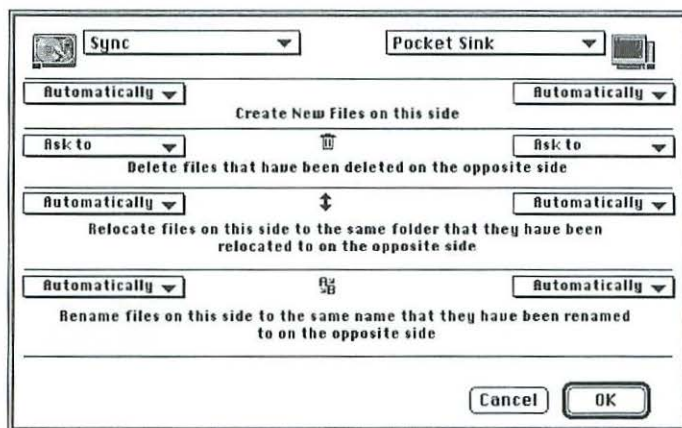 Sync Pocket Sink
Automatically Automatically
Create New Files on this side
Ask to Ask to
Delete files that have been deleted on the opposite side
Automatically Automatically
Relocate files on this side to the same folder that they have been
relocated to on the opposite side
Automatically Automatically
Rename files on this side to the same name that they have been renamed
to on the opposite side
Cancel OK